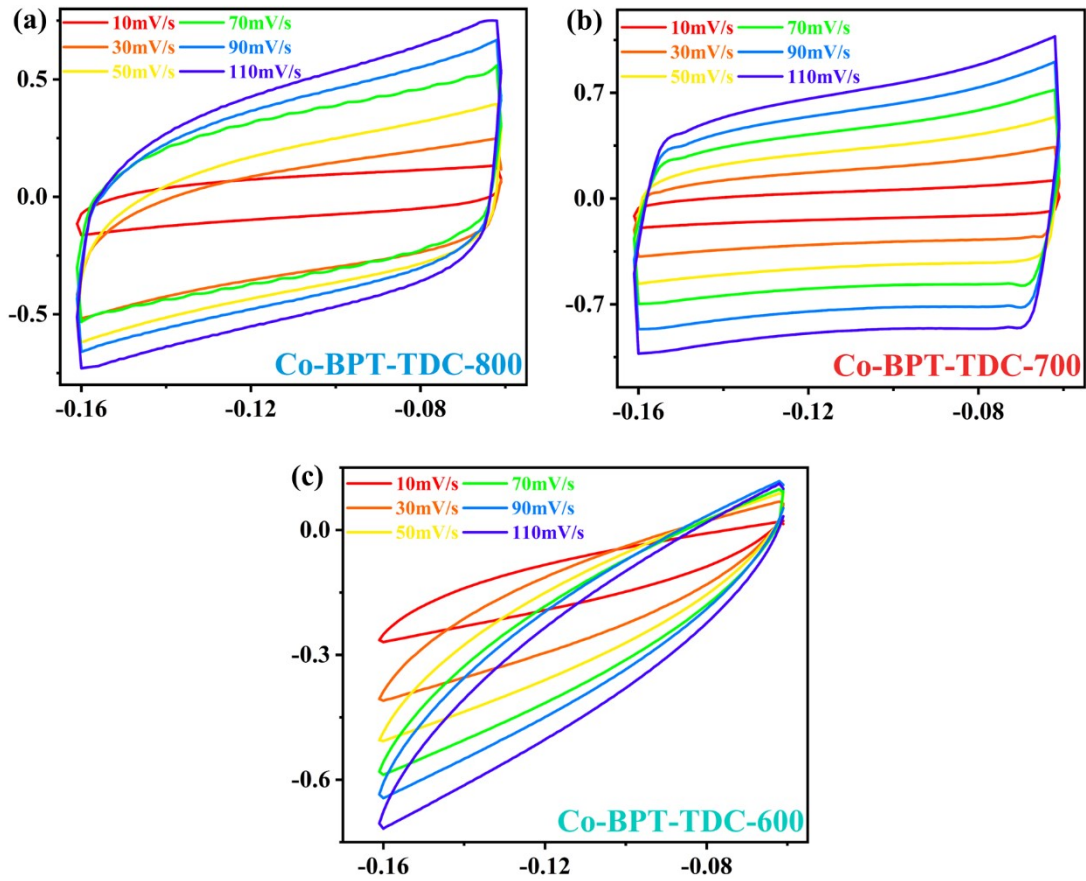 (a)
10mV/s 70mV/s
30mV/s 90mV/s
50mV/s 110mV/s
0.5
0.0
-0.5
Co-BPT-TDC-800
-0.16 -0.12 -0.08
(b)
10mV/s 70mV/s
30mV/s 90mV/s
50mV/s 110mV/s
0.7
0.0
-0.7
Co-BPT-TDC-700
-0.16 -0.12 -0.08
(c)
10mV/s 70mV/s
30mV/s 90mV/s
50mV/s 110mV/s
0.0
-0.3
-0.6
Co-BPT-TDC-600
-0.16 -0.12 -0.08